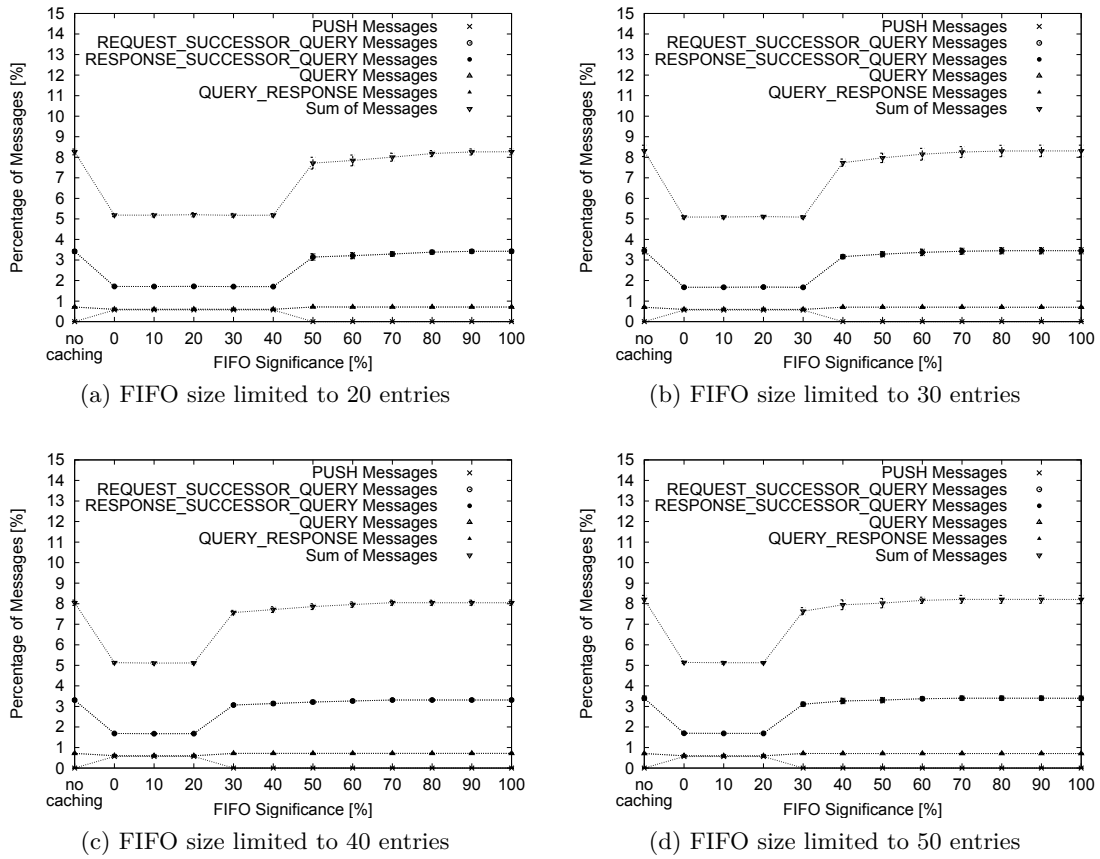 Percentage of Messages [%]
15
14
13
12
11
10
9
8
7
6
5
4
3
2
1
0
PUSH Messages
REQUEST_SUCCESSOR_QUERY Messages
RESPONSE_SUCCESSOR_QUERY Messages
QUERY Messages
QUERY_RESPONSE Messages
Sum of Messages
no caching 0 10 20 30 40 50 60 70 80 90 100
FIFO Significance [%]
(a) FIFO size limited to 20 entries
Percentage of Messages [%]
15
14
13
12
11
10
9
8
7
6
5
4
3
2
1
0
PUSH Messages
REQUEST_SUCCESSOR_QUERY Messages
RESPONSE_SUCCESSOR_QUERY Messages
QUERY Messages
QUERY_RESPONSE Messages
Sum of Messages
no caching 0 10 20 30 40 50 60 70 80 90 100
FIFO Significance [%]
(b) FIFO size limited to 30 entries
Percentage of Messages [%]
15
14
13
12
11
10
9
8
7
6
5
4
3
2
1
0
PUSH Messages
REQUEST_SUCCESSOR_QUERY Messages
RESPONSE_SUCCESSOR_QUERY Messages
QUERY Messages
QUERY_RESPONSE Messages
Sum of Messages
no caching 0 10 20 30 40 50 60 70 80 90 100
FIFO Significance [%]
(c) FIFO size limited to 40 entries
Percentage of Messages [%]
15
14
13
12
11
10
9
8
7
6
5
4
3
2
1
0
PUSH Messages
REQUEST_SUCCESSOR_QUERY Messages
RESPONSE_SUCCESSOR_QUERY Messages
QUERY Messages
QUERY_RESPONSE Messages
Sum of Messages
no caching 0 10 20 30 40 50 60 70 80 90 100
FIFO Significance [%]
(d) FIFO size limited to 50 entries